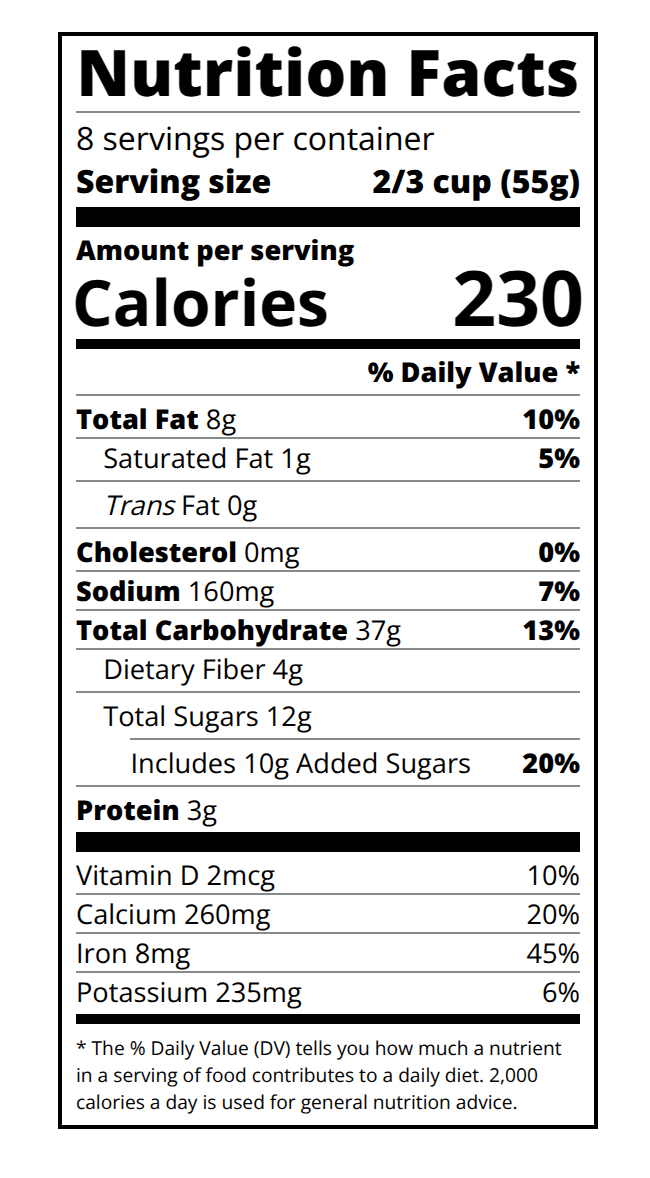 Nutrition Facts
8 servings per container
Serving size 2/3 cup (55g)
Amount per serving
Calories 230
% Daily Value *
Total Fat 8g 10%
Saturated Fat 1g 5%
Trans Fat 0g
Cholesterol 0mg 0%
Sodium 160mg 7%
Total Carbohydrate 37g 13%
Dietary Fiber 4g
Total Sugars 12g
Includes 10g Added Sugars 20%
Protein 3g
Vitamin D 2mcg 10%
Calcium 260mg 20%
Iron 8mg 45%
Potassium 235mg 6%
* The % Daily Value (DV) tells you how much a nutrient
in a serving of food contributes to a daily diet. 2,000
calories a day is used for general nutrition advice.